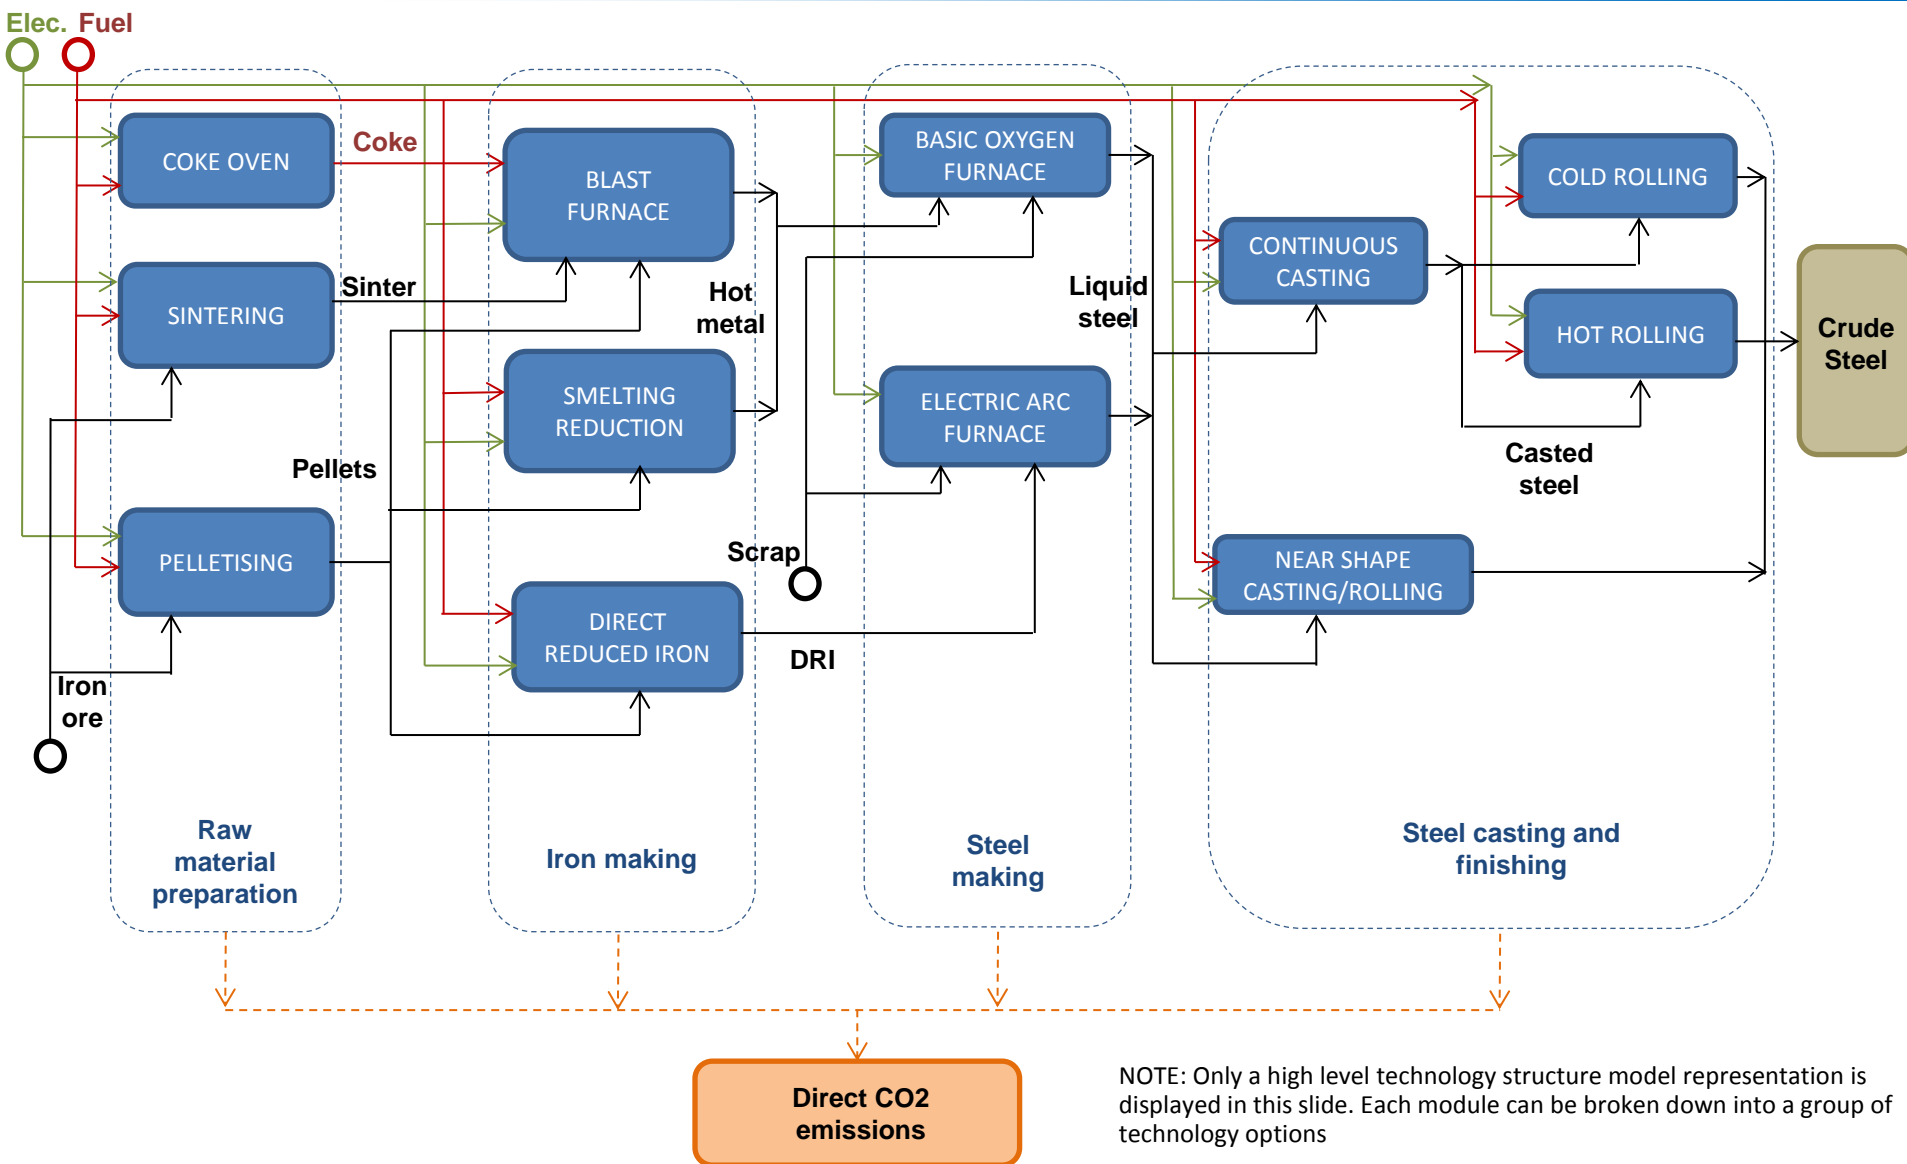 Elec. Fuel
COKE OVEN
Coke
SINTERING
Sinter
PELLETISING
Pellets
Iron
ore
Raw
material
preparation
BLAST
FURNACE
SMELTING
REDUCTION
DIRECT
REDUCED IRON
Hot
metal
Scrap
DRI
Iron making
BASIC OXYGEN
FURNACE
ELECTRIC ARC
FURNACE
Liquid
steel
Steel
making
CONTINUOUS
CASTING
COLD ROLLING
HOT ROLLING
Casted
steel
NEAR SHAPE
CASTING/ROLLING
Steel casting and
finishing
Crude
Steel
Direct CO2
emissions
NOTE: Only a high level technology structure model representation is
displayed in this slide. Each module can be broken down into a group of
technology options